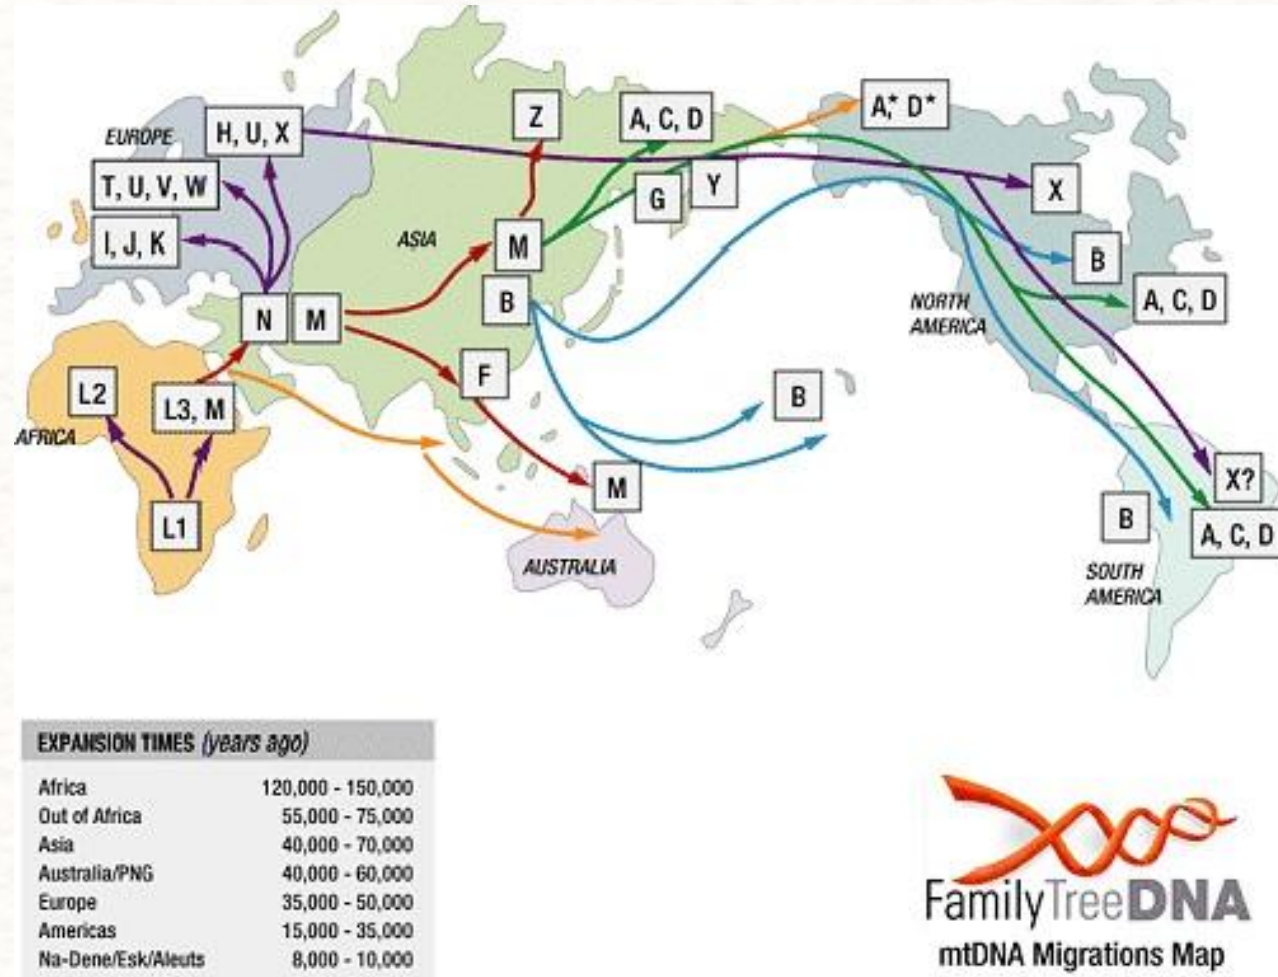 EUROPE
H, U, X
T, U, V, W
I, J, K
N
M
Z
A, C, D
A,* D*
ASIA
M
B
G
Y
X
B
A, C, D
NORTH
AMERICA
F
B
L2
L3, M
AFRICA
L1
M
AUSTRALIA
X?
B
A, C, D
SOUTH
AMERICA
EXPANSION TIMES (years ago)
Africa 120,000 - 150,000
Out of Africa 55,000 - 75,000
Asia 40,000 - 70,000
Australia/PNG 40,000 - 60,000
Europe 35,000 - 50,000
Americas 15,000 - 35,000
Na-Dene/Esk/Aleuts 8,000 - 10,000
FamilyTreeDNA
mtDNA Migrations Map